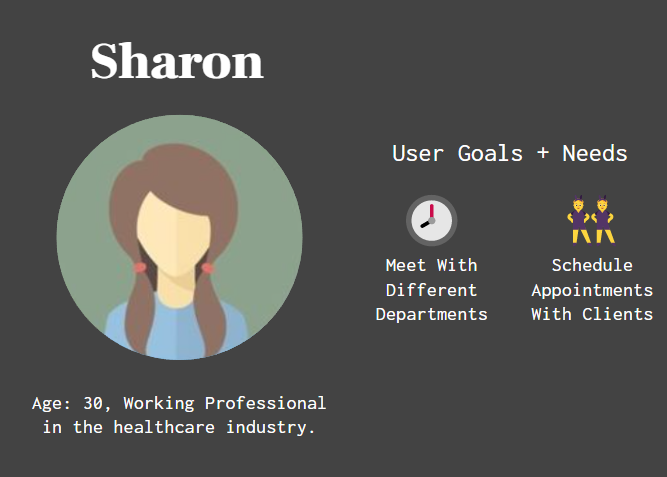 Sharon
Age: 30, Working Professional
in the healthcare industry.
User Goals + Needs
Meet With
Different
Departments
Schedule
Appointments
With Clients